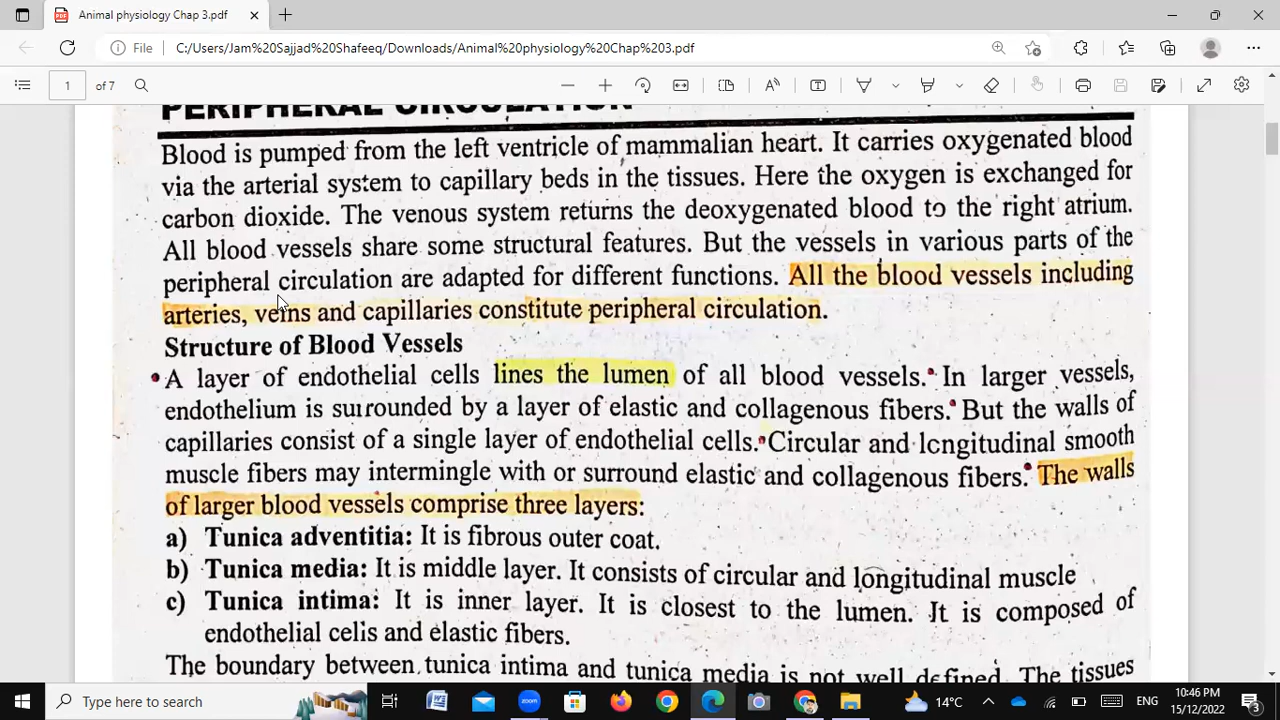 Animal physiology Chap 3.pdf
File C:/Users/Jam%20Sajjad%20Shafeeq/Downloads/Animal%20physiology%20Chap%203.pdf
1 of 7
PERIPHERAL CIRCULATION
Blood is pumped from the left ventricle of mammalian heart. It carries oxygenated blood
via the arterial system to capillary beds in the tissues. Here the oxygen is exchanged for
carbon dioxide. The venous system returns the deoxygenated blood to the right atrium.
All blood vessels share some structural features. But the vessels in various parts of the
peripheral circulation are adapted for different functions. All the blood vessels including
arteries, veins and capillaries constitute peripheral circulation.
Structure of Blood Vessels
A layer of endothelial cells lines the lumen of all blood vessels. In larger vessels,
endothelium is surrounded by a layer of elastic and collagenous fibers. But the walls of
capillaries consist of a single layer of endothelial cells. Circular and longitudinal smooth
muscle fibers may intermingle with or surround elastic and collagenous fibers. The walls
of larger blood vessels comprise three layers:
a) Tunica adventitia: It is fibrous outer coat.
b) Tunica media: It is middle layer. It consists of circular and longitudinal muscle
c) Tunica intima: It is inner layer. It is closest to the lumen. It is composed of
endothelial cells and elastic fibers.
The boundary between tunica intima and tunica media is not well defined. The tissues
Type here to search
14°C
ENG
10:46 PM
15/12/2022
3